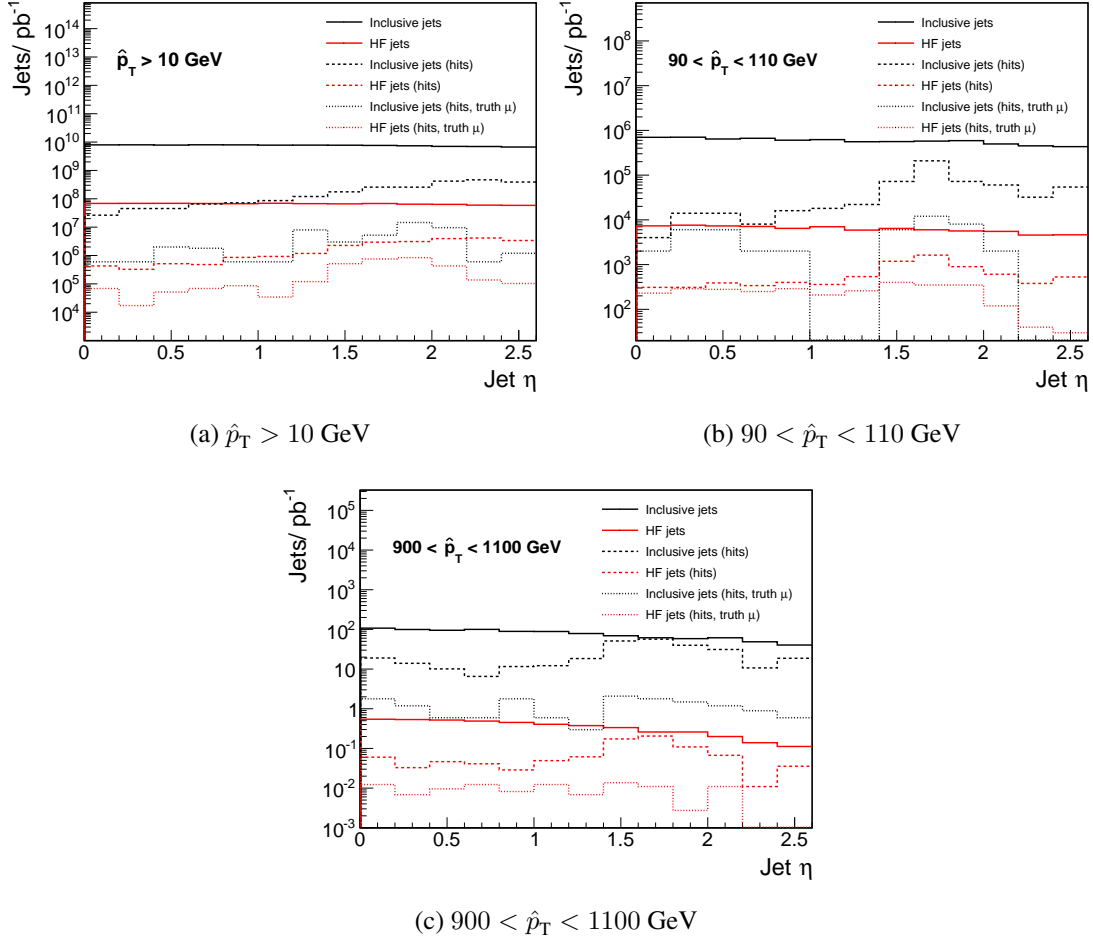 Jets/ pb⁻¹
10¹⁴
10¹³
10¹²
10¹¹
10¹⁰
10⁹
10⁸
10⁷
10⁶
10⁵
10⁴
p̂_T > 10 GeV
Inclusive jets
HF jets
Inclusive jets (hits)
HF jets (hits)
Inclusive jets (hits, truth μ)
HF jets (hits, truth μ)
0 0.5 1 1.5 2 2.5
Jet η
(a) p̂_T > 10 GeV
Jets/ pb⁻¹
10⁸
10⁷
10⁶
10⁵
10⁴
10³
10²
90 < p̂_T < 110 GeV
Inclusive jets
HF jets
Inclusive jets (hits)
HF jets (hits)
Inclusive jets (hits, truth μ)
HF jets (hits, truth μ)
0 0.5 1 1.5 2 2.5
Jet η
(b) 90 < p̂_T < 110 GeV
Jets/ pb⁻¹
10⁵
10⁴
10³
10²
10
1
10⁻¹
10⁻²
10⁻³
900 < p̂_T < 1100 GeV
Inclusive jets
HF jets
Inclusive jets (hits)
HF jets (hits)
Inclusive jets (hits, truth μ)
HF jets (hits, truth μ)
0 0.5 1 1.5 2 2.5
Jet η
(c) 900 < p̂_T < 1100 GeV